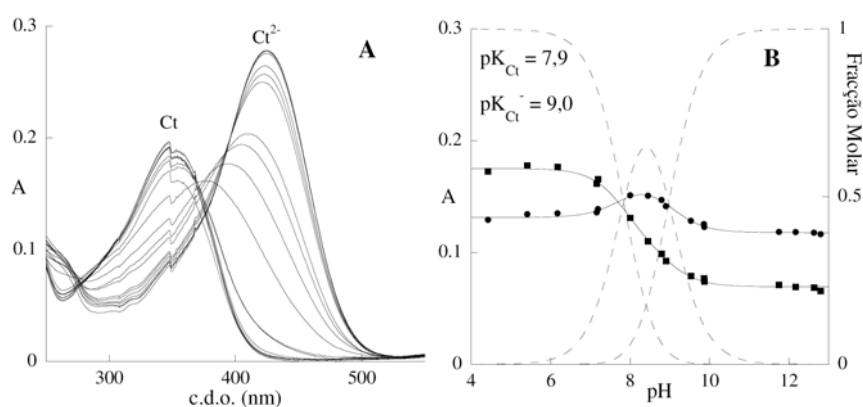 0.3
0.2
A
0.1
0
300
400
500
c.d.o. (nm)
Ct
Ct²⁻
A
0.3
0.2
A
0.1
0
4
6
8
10
12
pH
pK_Ct = 7,9
pK_Ct⁻ = 9,0
B
1
0.5
0
Fracção Molar